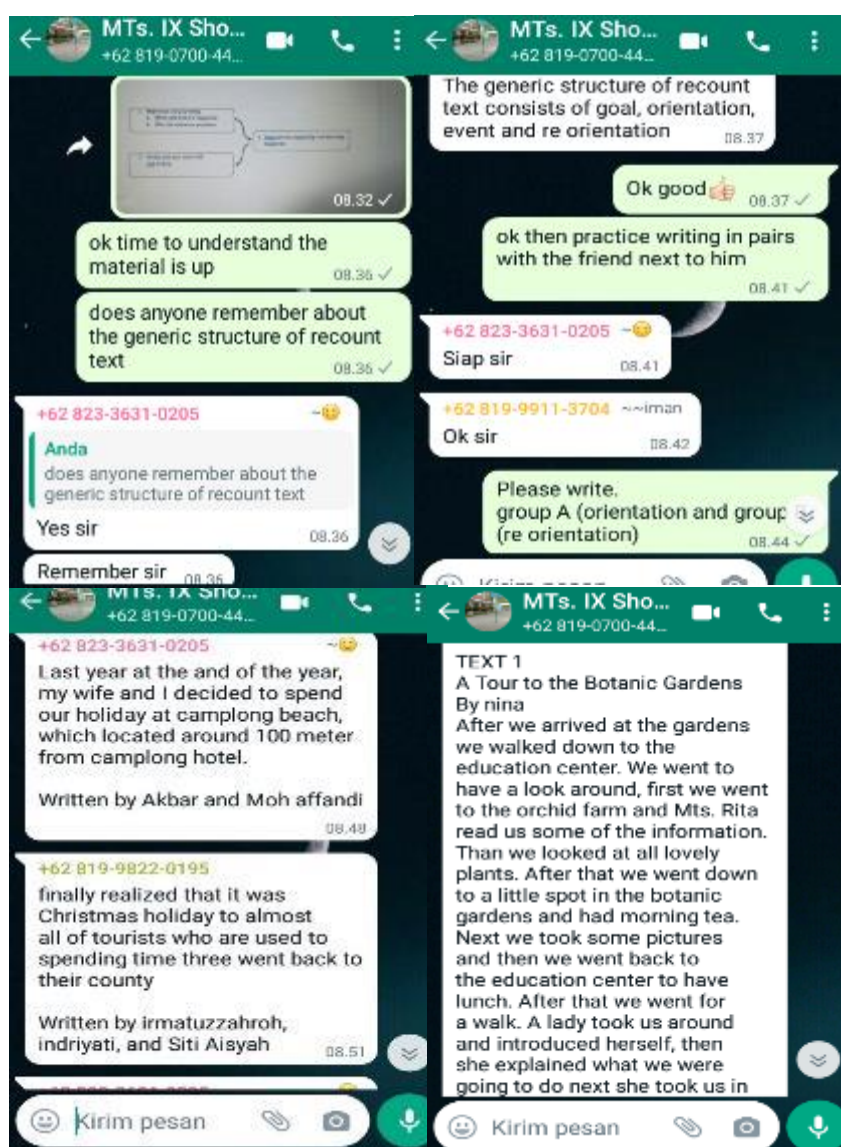 MTs. IX Sho...
+62 819-0700-44...
08.32
ok time to understand the
material is up
08.36
does anyone remember about
the generic structure of recount
text
08.36
+62 823-3631-0205 ~
Anda
does anyone remember about the
generic structure of recount text
Yes sir
08.36
Remember sir
08.36
MTs. IX Sho...
+62 819-0700-44...
The generic structure of recount
text consists of goal, orientation,
event and re orientation
08.37
Ok good
08.37
ok then practice writing in pairs
with the friend next to him
08.41
+62 823-3631-0205 ~
Siap sir
08.41
+62 819-9911-3704 ~~iman
Ok sir
08.42
Please write.
group A (orientation and group
(re orientation)
08.44
Kirim pesan
MTs. IX Sho...
+62 819-0700-44...
+62 823-3631-0205 ~
Last year at the and of the year,
my wife and I decided to spend
our holiday at camplong beach,
which located around 100 meter
from camplong hotel.
Written by Akbar and Moh affandi
08.48
+62 819-9822-0195
finally realized that it was
Christmas holiday to almost
all of tourists who are used to
spending time three went back to
their county
Written by irmatuzzahroh,
indriyati, and Siti Aisyah
08.51
Kirim pesan
MTs. IX Sho...
+62 819-0700-44...
TEXT 1
A Tour to the Botanic Gardens
By nina
After we arrived at the gardens
we walked down to the
education center. We went to
have a look around, first we went
to the orchid farm and Mts. Rita
read us some of the information.
Than we looked at all lovely
plants. After that we went down
to a little spot in the botanic
gardens and had morning tea.
Next we took some pictures
and then we went back to
the education center to have
lunch. After that we went for
a walk. A lady took us around
and introduced herself, then
she explained what we were
going to do next she took us in
Kirim pesan